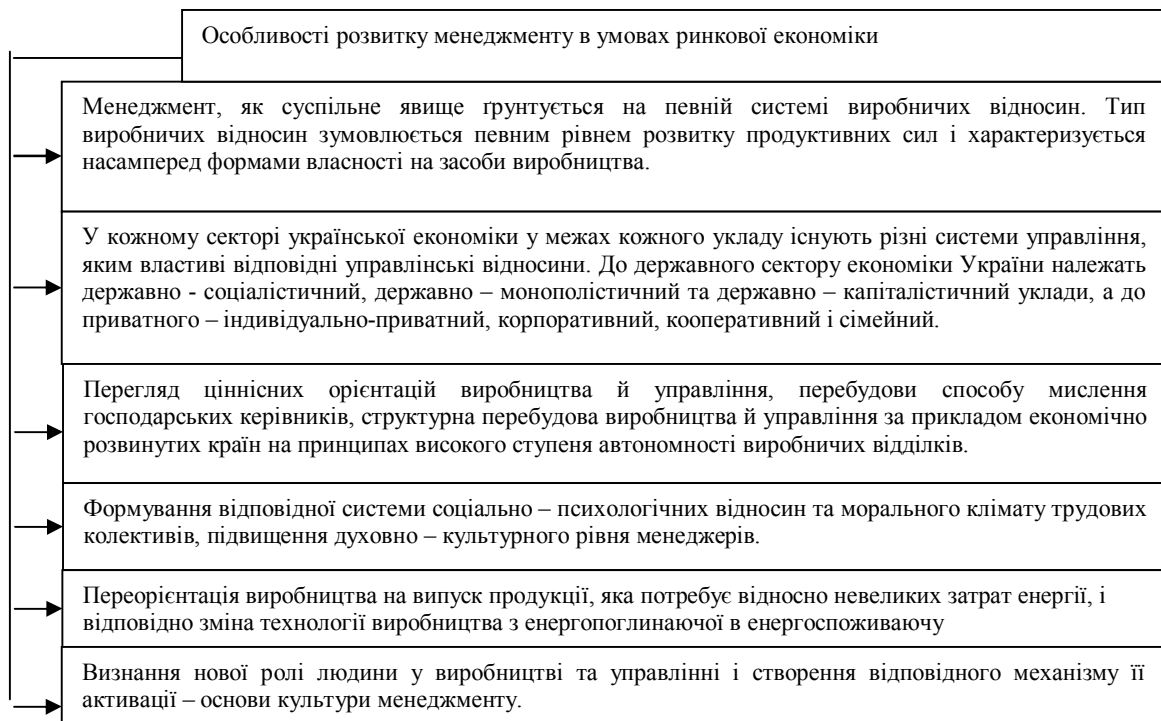 Особливості розвитку менеджменту в умовах ринкової економіки
Менеджмент, як суспільне явище ґрунтується на певній системі виробничих відносин. Тип
виробничих відносин зумовлюється певним рівнем розвитку продуктивних сил і характеризується
насамперед формами власності на засоби виробництва.
У кожному секторі української економіки у межах кожного укладу існують різні системи управління,
яким властиві відповідні управлінські відносини. До державного сектору економіки України належать
державно - соціалістичний, державно – монополістичний та державно – капіталістичний уклади, а до
приватного – індивідуально-приватний, корпоративний, кооперативний і сімейний.
Перегляд ціннісних орієнтацій виробництва й управління, перебудови способу мислення
господарських керівників, структурна перебудова виробництва й управління за прикладом економічно
розвинутих країн на принципах високого ступеня автономності виробничих відділків.
Формування відповідної системи соціально – психологічних відносин та морального клімату трудових
колективів, підвищення духовно – культурного рівня менеджерів.
Переорієнтація виробництва на випуск продукції, яка потребує відносно невеликих затрат енергії, і
відповідно зміна технології виробництва з енергопоглинаючої в енергоспоживаючу
Визнання нової ролі людини у виробництві та управлінні і створення відповідного механізму її
активації – основи культури менеджменту.